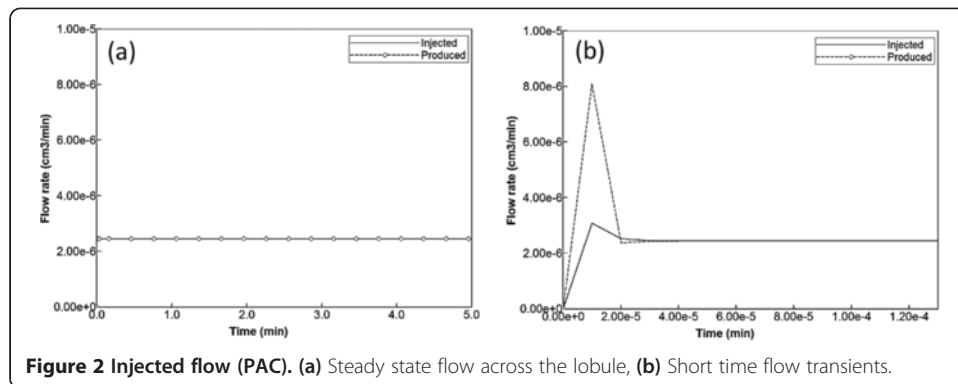 (a)
Injected
Produced
1.00e-5
8.00e-6
6.00e-6
4.00e-6
2.00e-6
0.00e+0
Flow rate (cm3/min)
0.0
1.0
2.0
3.0
4.0
5.0
Time (min)
(b)
Injected
Produced
1.00e-5
8.00e-6
6.00e-6
4.00e-6
2.00e-6
0.00e+0
Flow rate (cm3/min)
0.00e+0
2.00e-5
4.00e-5
6.00e-5
8.00e-5
1.00e-4
1.20e-4
Time (min)
Figure 2 Injected flow (PAC). (a) Steady state flow across the lobule, (b) Short time flow transients.